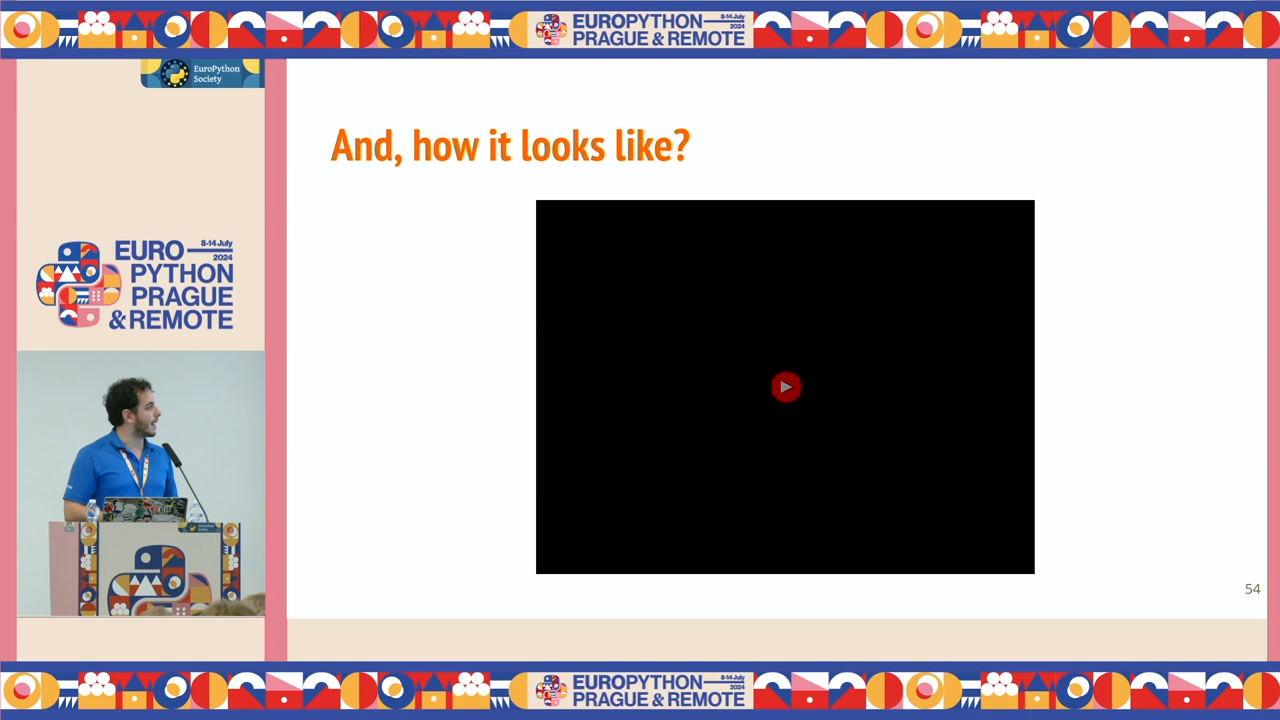 EUROPYTHON
8-14 July
2024
PRAGUE & REMOTE
EuroPython
Society
And, how it looks like?
EURO
8-14 July
2024
PYTHON
PRAGUE
& REMOTE
54
EUROPYTHON
8-14 July
2024
PRAGUE & REMOTE